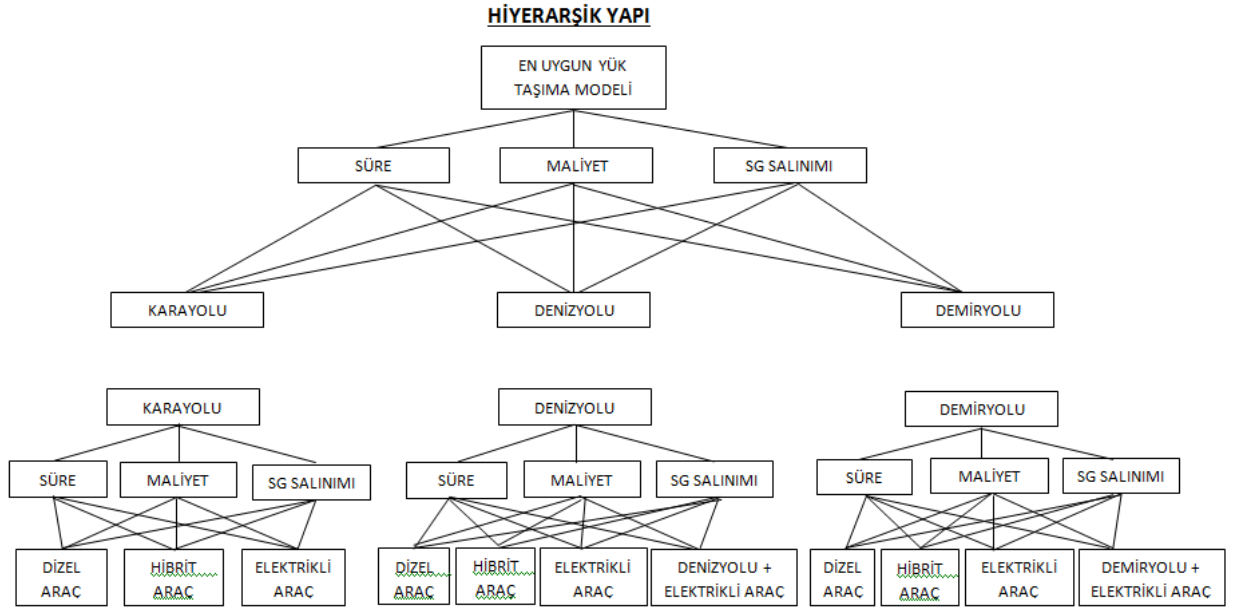 HİYERARŞİK YAPI
EN UYGUN YÜK
TAŞIMA MODELİ
SÜRE
MALİYET
SG SALINIMI
KARAYOLU
DENİZYOLU
DEMİRYOLU
KARAYOLU
SÜRE
MALİYET
SG SALINIMI
DİZEL
ARAÇ
HİBRİT
ARAÇ
ELEKTRİKLİ
ARAÇ
DENİZYOLU
SÜRE
MALİYET
SG SALINIMI
DİZEL
ARAÇ
HİBRİT
ARAÇ
ELEKTRİKLİ
ARAÇ
DENİZYOLU +
ELEKTRİKLİ ARAÇ
DEMİRYOLU
SÜRE
MALİYET
SG SALINIMI
DİZEL
ARAÇ
HİBRİT
ARAÇ
ELEKTRİKLİ
ARAÇ
DEMİRYOLU +
ELEKTRİKLİ ARAÇ